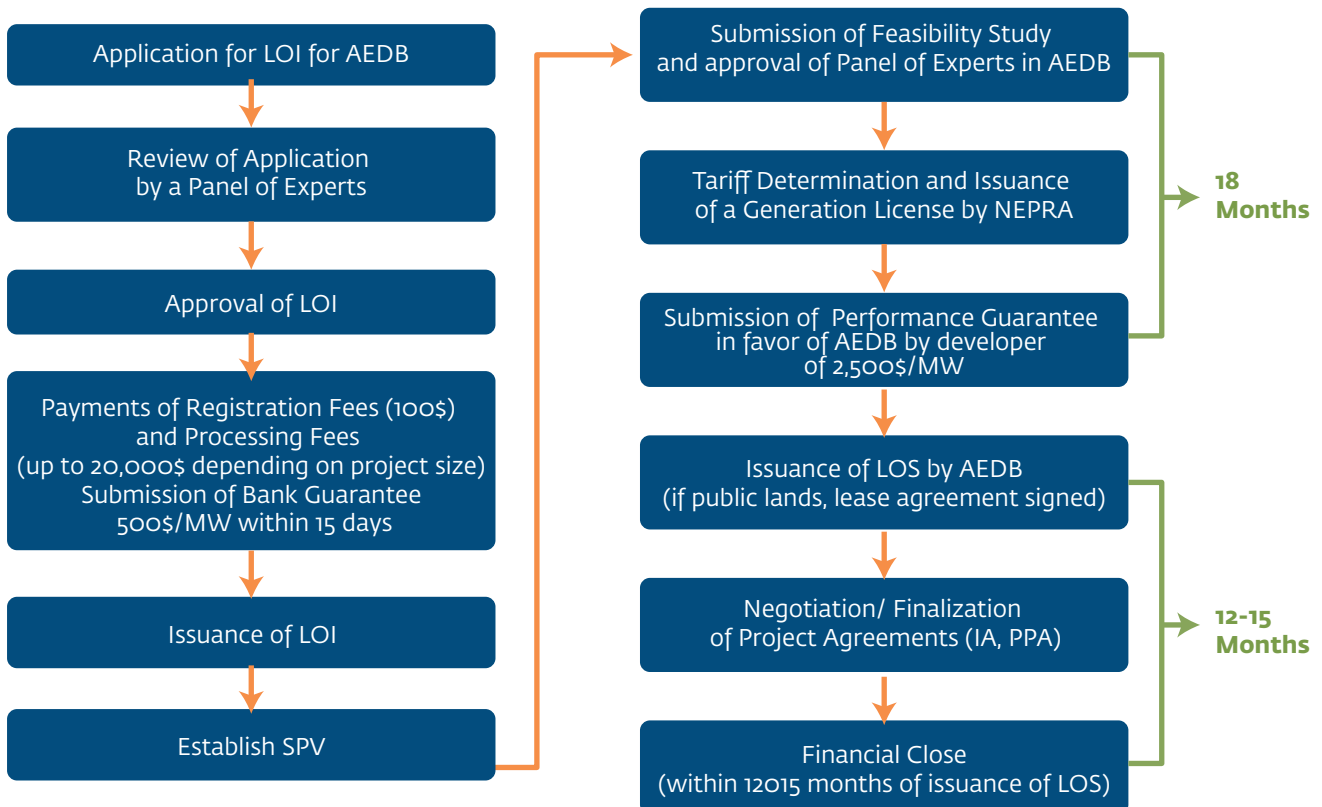 Application for LOI for AEDB
Review of Application
by a Panel of Experts
Approval of LOI
Payments of Registration Fees (100$)
and Processing Fees
(up to 20,000$ depending on project size)
Submission of Bank Guarantee
500$/MW within 15 days
Issuance of LOI
Establish SPV
Submission of Feasibility Study
and approval of Panel of Experts in AEDB
Tariff Determination and Issuance
of a Generation License by NEPRA
Submission of Performance Guarantee
in favor of AEDB by developer
of 2,500$/MW
18
Months
Issuance of LOS by AEDB
(if public lands, lease agreement signed)
Negotiation/ Finalization
of Project Agreements (IA, PPA)
Financial Close
(within 12015 months of issuance of LOS)
12-15
Months